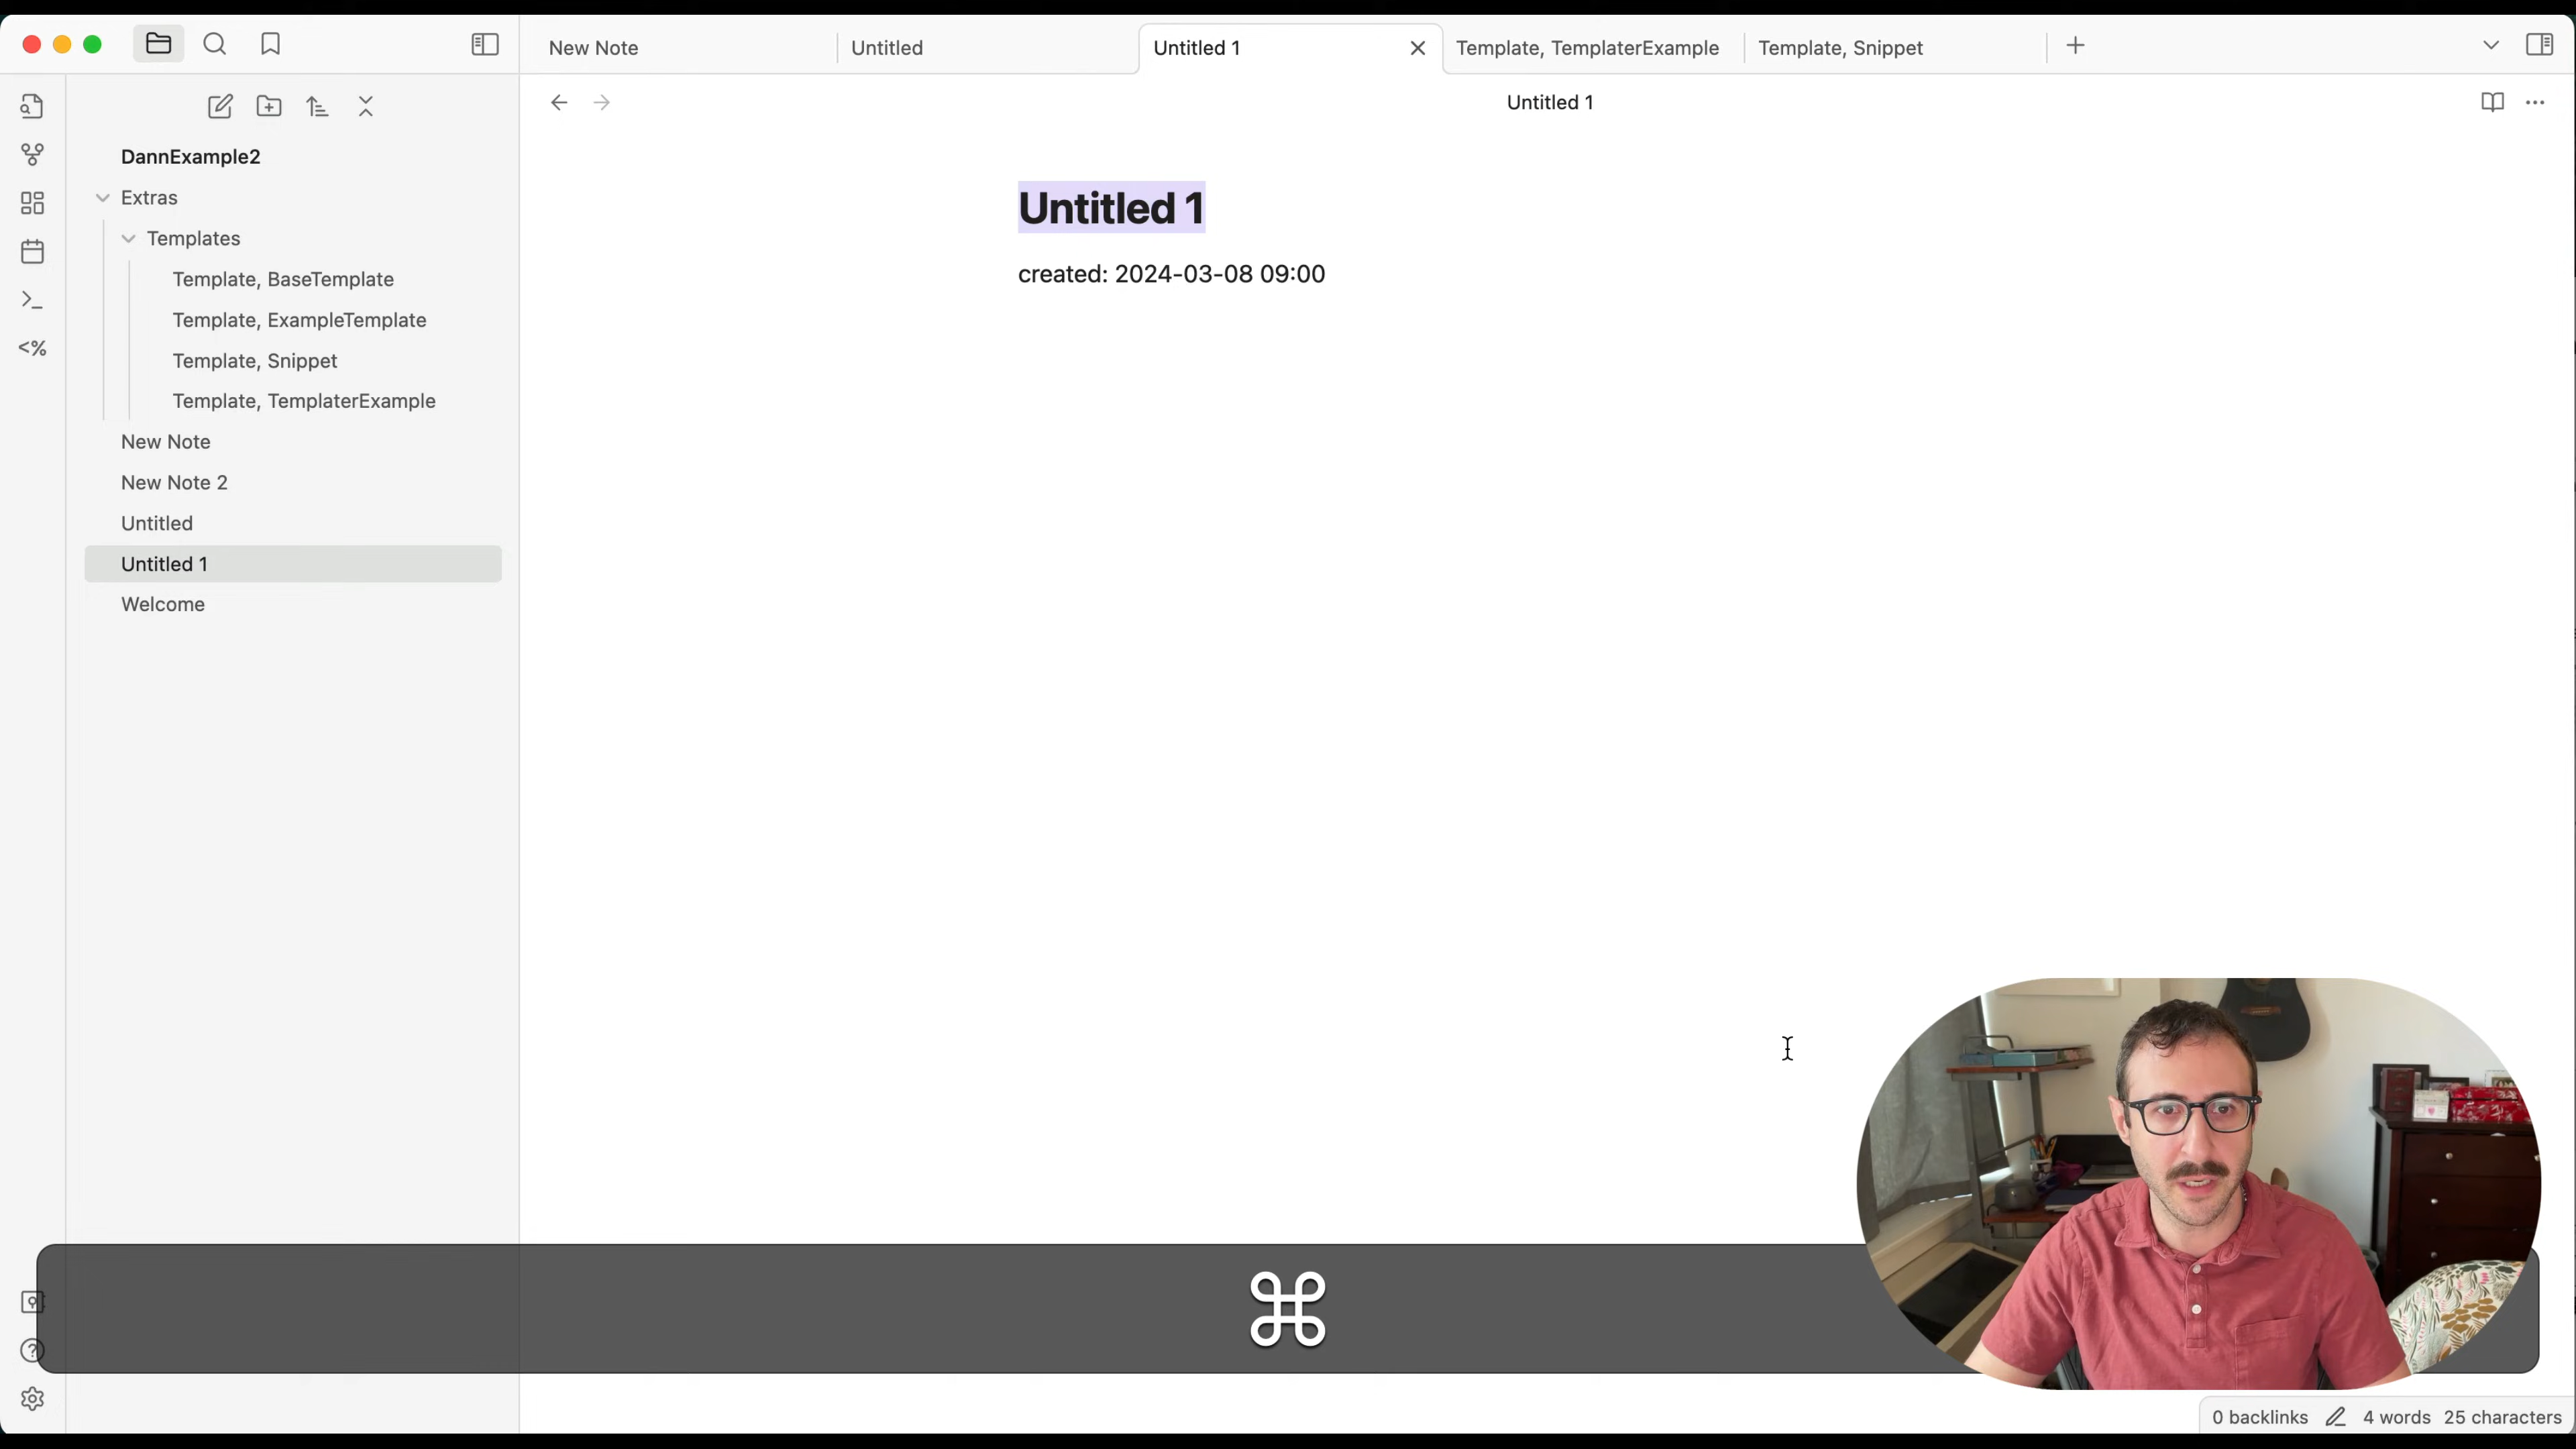 New Note
Untitled
Untitled 1
Template, TemplaterExample
Template, Snippet
Untitled 1
DannExample2
Extras
Templates
Template, BaseTemplate
Template, ExampleTemplate
Template, Snippet
Template, TemplaterExample
New Note
New Note 2
Untitled
Untitled 1
Welcome
<%
Untitled 1
created: 2024-03-08 09:00
⌘
0 backlinks 4 words 25 characters